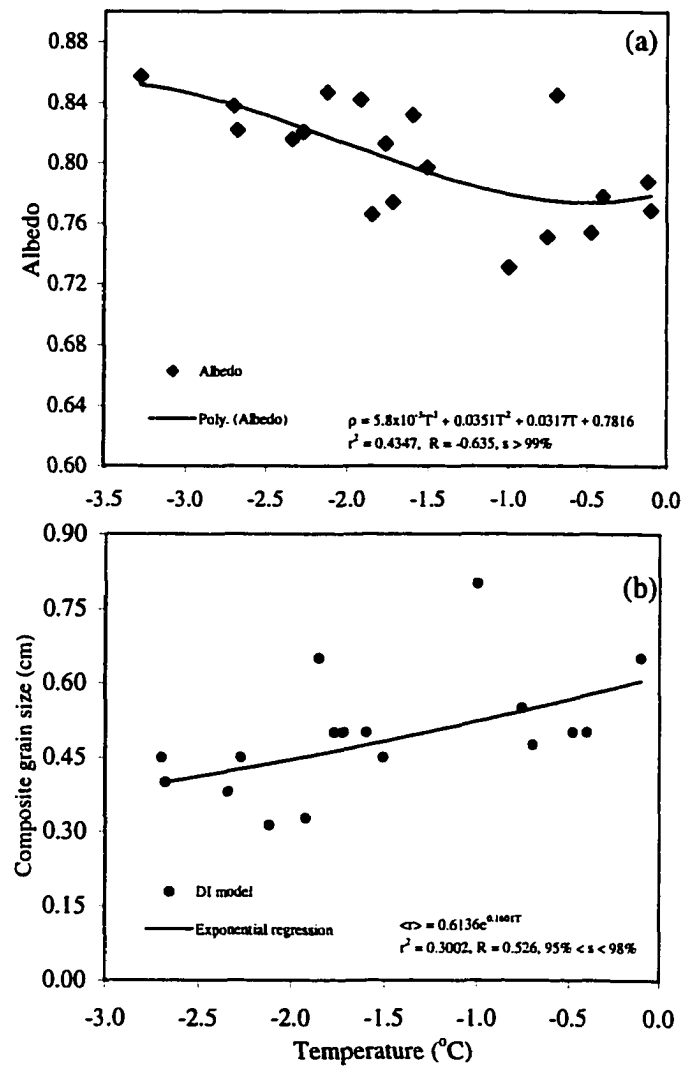 (a)
0.88
0.84
0.80
0.76
0.72
0.68
0.64
0.60
Albedo
Albedo
Poly. (Albedo)
ρ = 5.8x10⁻³T³ + 0.0351T² + 0.0317T + 0.7816
r² = 0.4347, R = -0.635, s > 99%
-3.5 -3.0 -2.5 -2.0 -1.5 -1.0 -0.5 0.0
(b)
0.90
0.75
0.60
0.45
0.30
0.15
0.00
Composite grain size (cm)
DI model
Exponential regression
<r> = 0.6136e^0.1601T
r² = 0.3002, R = 0.526, 95% < s < 98%
-3.0 -2.5 -2.0 -1.5 -1.0 -0.5 0.0
Temperature (°C)